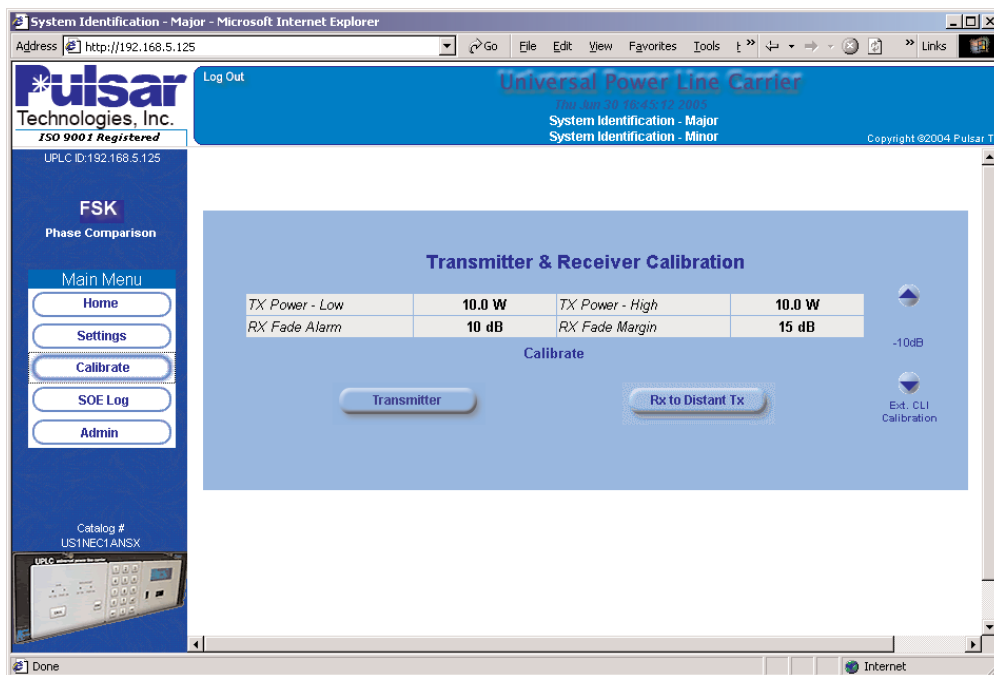 System Identification - Major - Microsoft Internet Explorer
Address http://192.168.5.125 Go File Edit View Favorites Tools t » » Links
Pulsar
Technologies, Inc.
ISO 9001 Registered
Log Out
Universal Power Line Carrier
Thu Jun 30 16:45:12 2005
System Identification - Major
System Identification - Minor
Copyright ©2004 Pulsar T
UPLC ID:192.168.5.125
FSK
Phase Comparison
Main Menu
Home
Settings
Calibrate
SOE Log
Admin
Catalog #
US1NEC1ANSX
UPLC
Transmitter & Receiver Calibration
TX Power - Low 10.0 W TX Power - High 10.0 W
RX Fade Alarm 10 dB RX Fade Margin 15 dB
Calibrate
Transmitter
Rx to Distant Tx
-10dB
Ext. CLI
Calibration
Done
Internet